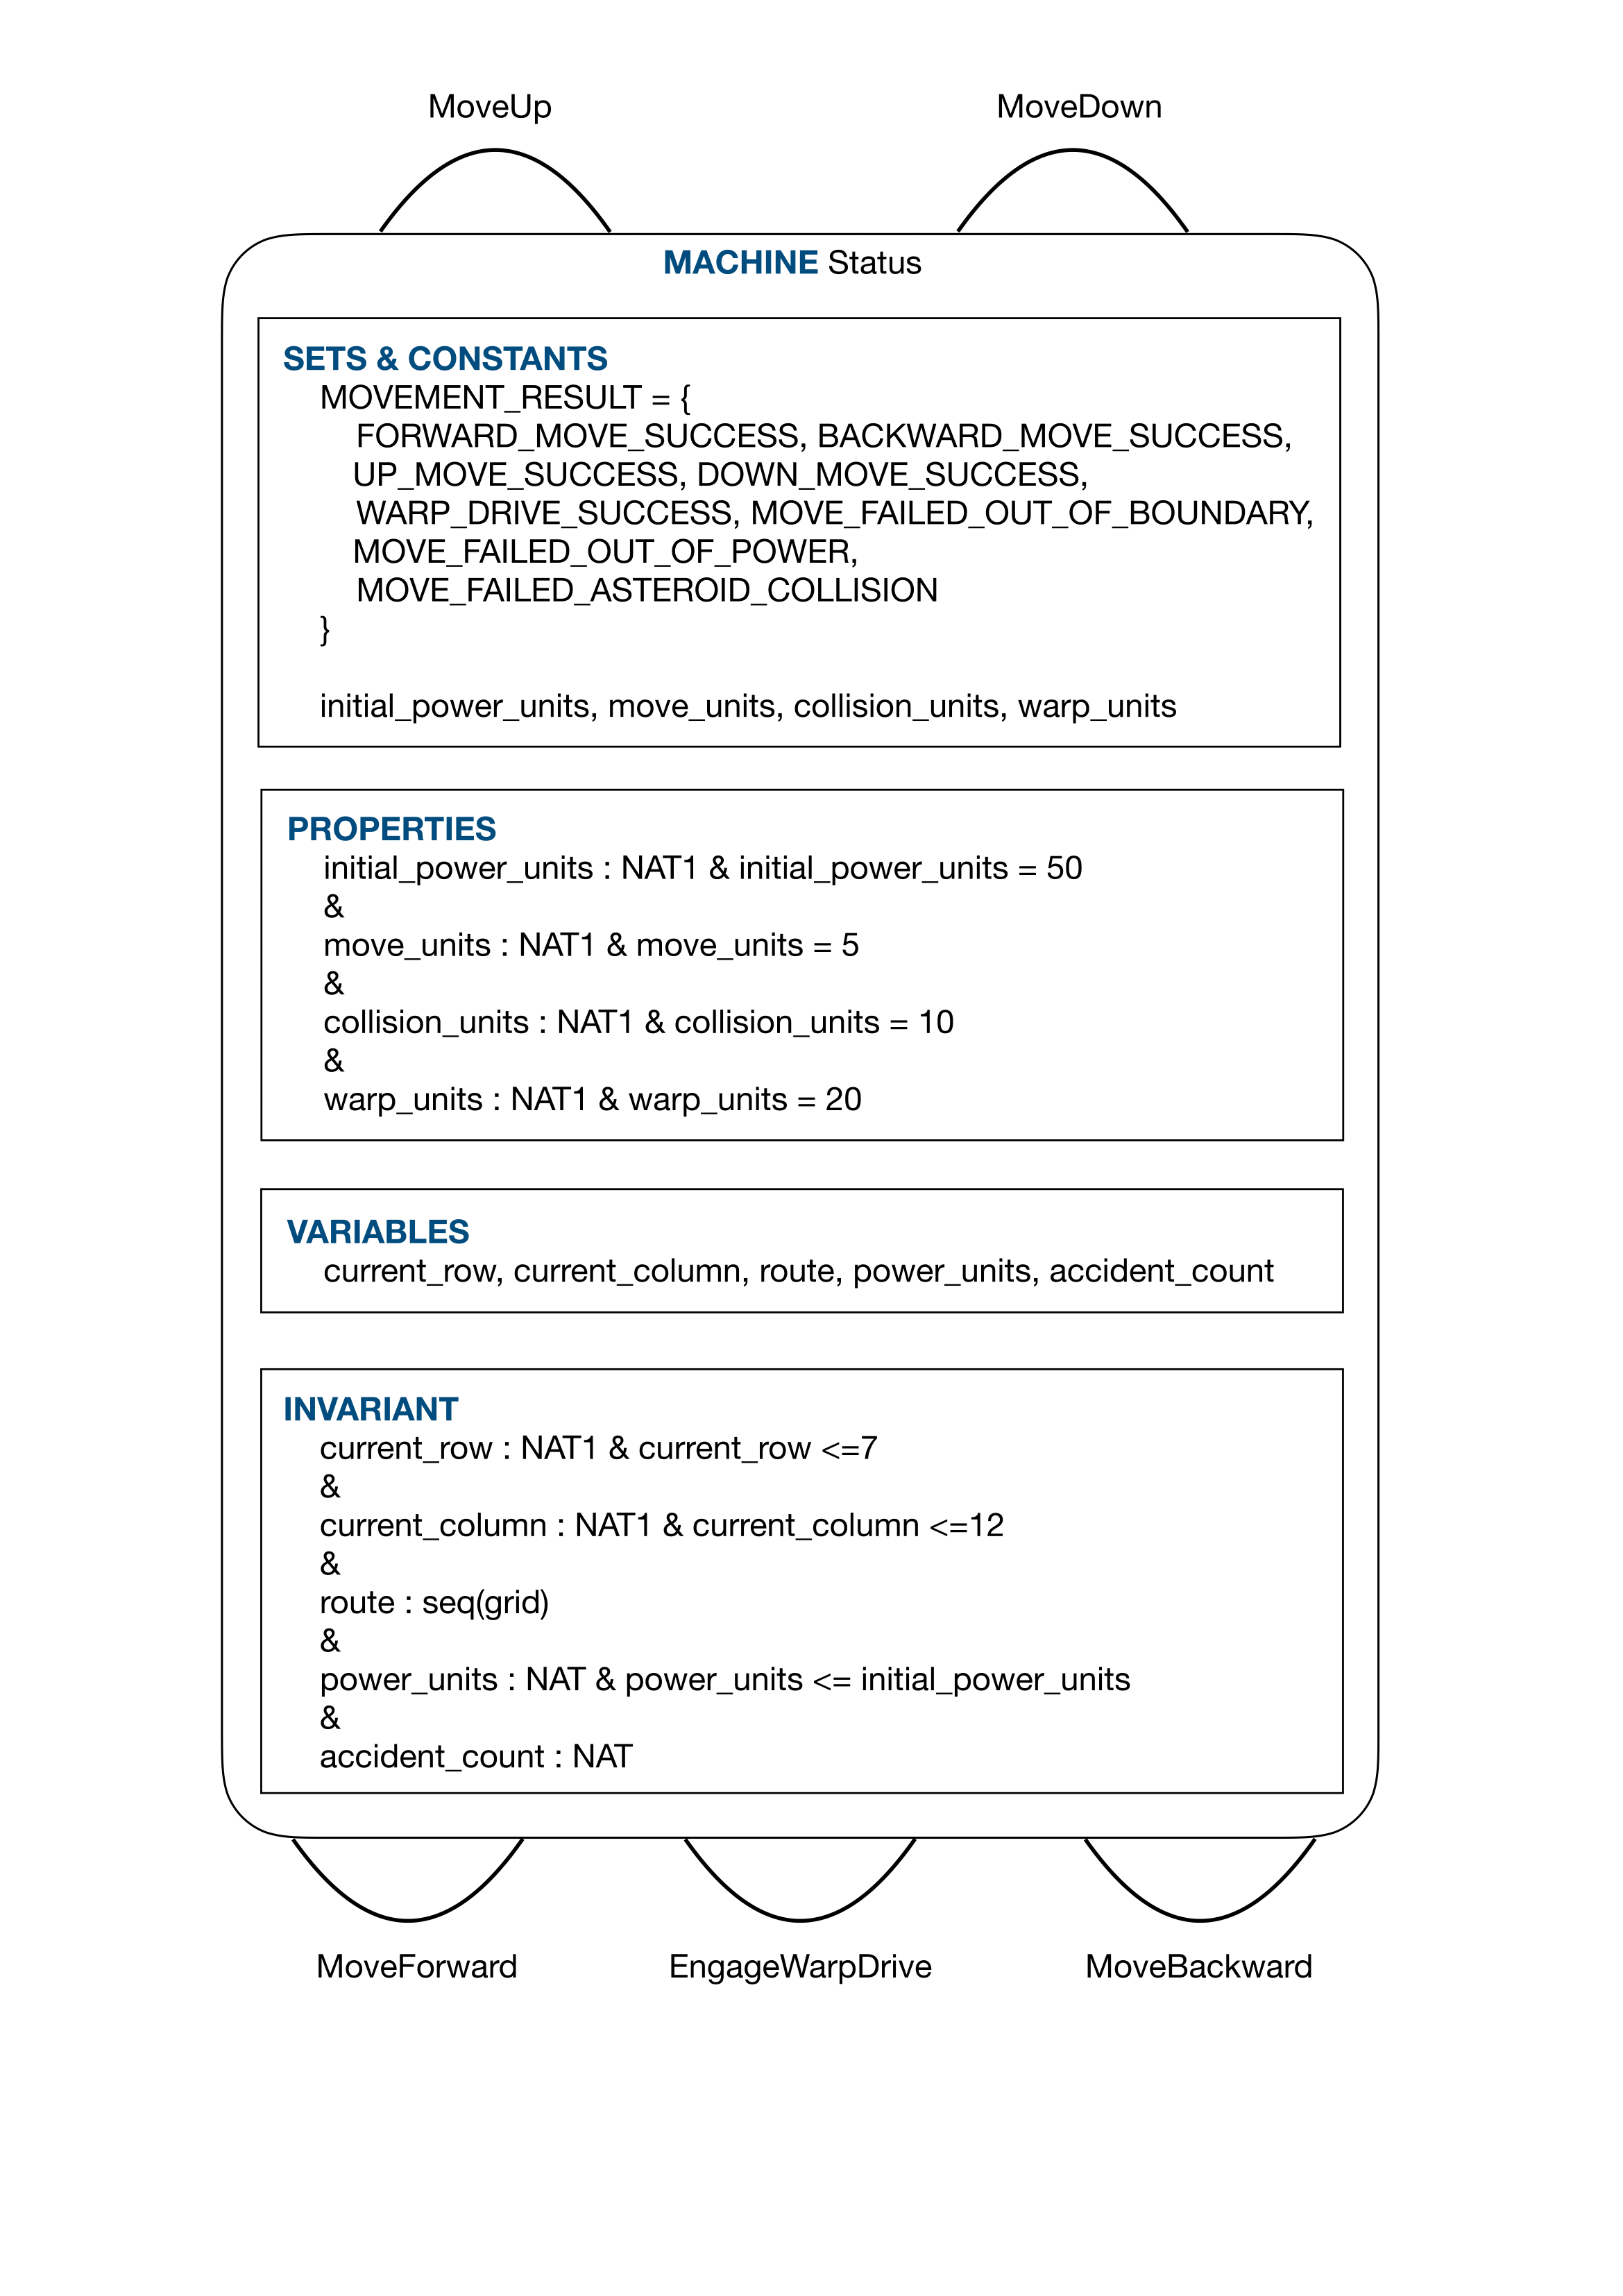 MoveUp MoveDown
MACHINE Status
SETS & CONSTANTS
MOVEMENT_RESULT = {
FORWARD_MOVE_SUCCESS, BACKWARD_MOVE_SUCCESS,
UP_MOVE_SUCCESS, DOWN_MOVE_SUCCESS,
WARP_DRIVE_SUCCESS, MOVE_FAILED_OUT_OF_BOUNDARY,
MOVE_FAILED_OUT_OF_POWER,
MOVE_FAILED_ASTEROID_COLLISION
}
initial_power_units, move_units, collision_units, warp_units
PROPERTIES
initial_power_units : NAT1 & initial_power_units = 50
&
move_units : NAT1 & move_units = 5
&
collision_units : NAT1 & collision_units = 10
&
warp_units : NAT1 & warp_units = 20
VARIABLES
current_row, current_column, route, power_units, accident_count
INVARIANT
current_row : NAT1 & current_row <=7
&
current_column : NAT1 & current_column <=12
&
route : seq(grid)
&
power_units : NAT & power_units <= initial_power_units
&
accident_count : NAT
MoveForward EngageWarpDrive MoveBackward